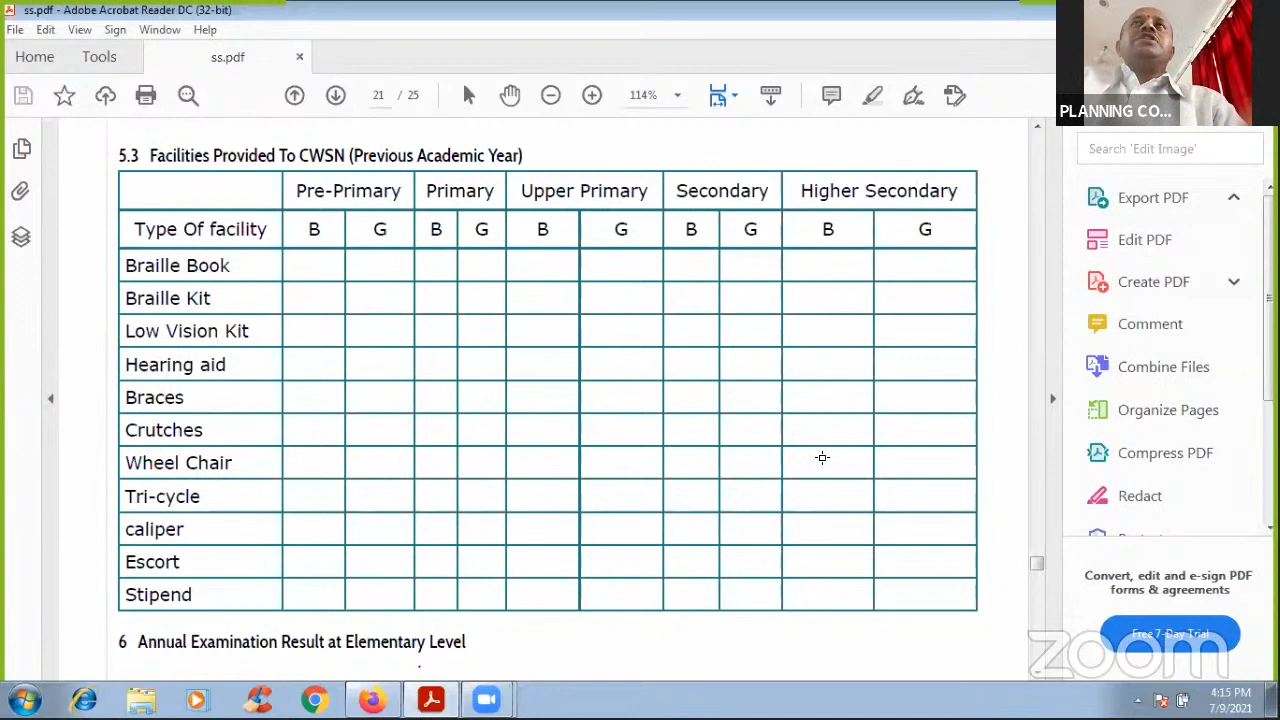 ss.pdf - Adobe Acrobat Reader DC (32-bit)
File Edit View Sign Window Help
Home Tools ss.pdf ×
21 / 25 114%
PLANNING CO...
5.3 Facilities Provided To CWSN (Previous Academic Year)
Pre-Primary Primary Upper Primary Secondary Higher Secondary
Type Of facility B G B G B G B G B G
Braille Book
Braille Kit
Low Vision Kit
Hearing aid
Braces
Crutches
Wheel Chair
Tri-cycle
caliper
Escort
Stipend
6 Annual Examination Result at Elementary Level
Search 'Edit Image'
Export PDF
Edit PDF
Create PDF
Comment
Combine Files
Organize Pages
Compress PDF
Redact
Convert, edit and e-sign PDF
forms & agreements
Free 7-Day Trial
zoom
4:15 PM
7/9/2021